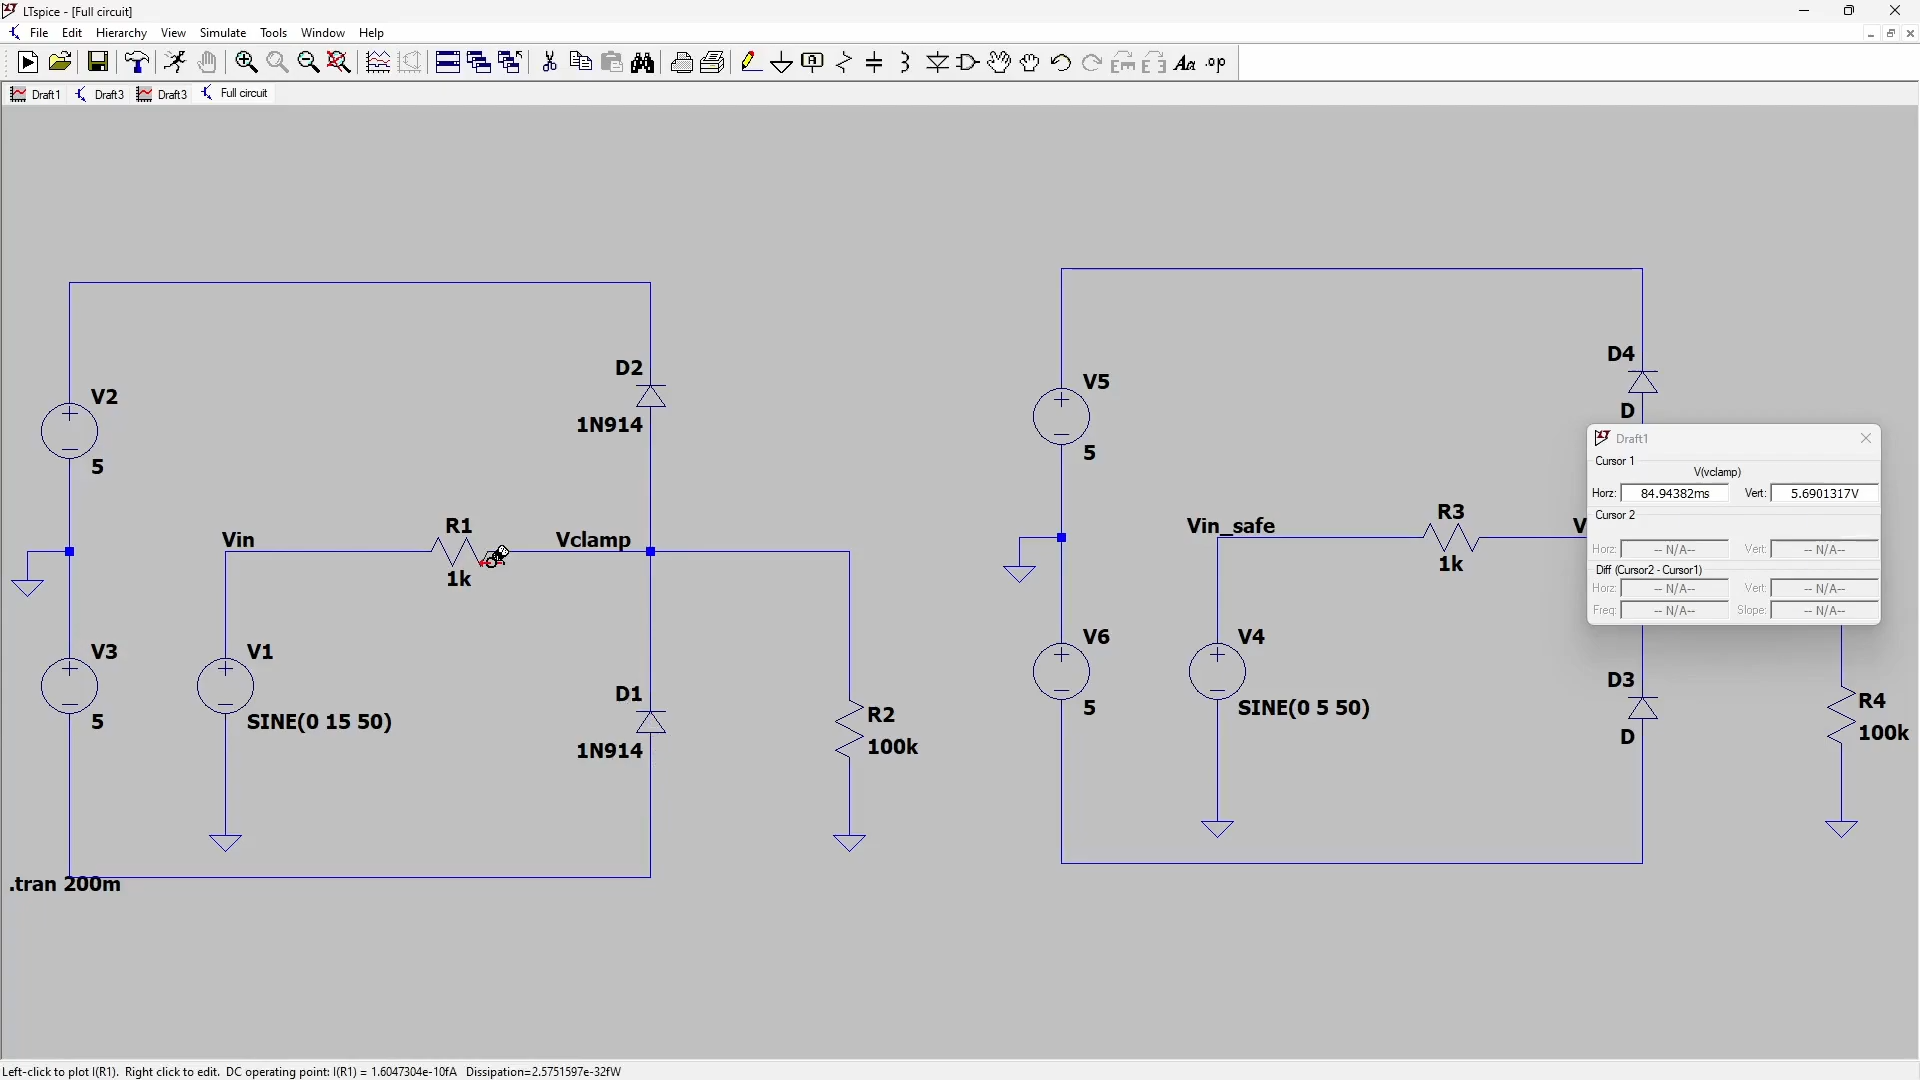 LTspice - [Full circuit]
File Edit Hierarchy View Simulate Tools Window Help
Aa .op
Draft1 Draft3 Draft3 Full circuit
D4
D2
V5
V2
D
1N914
Draft1
5
Cursor 1
V(vclamp)
5
Horz: 84.94382ms Vert: 5.6901317V
R3
Cursor 2
R1
Vin_safe
V
Vin
Vclamp
Horz: -- N/A-- Vert: -- N/A--
1k
Diff (Cursor2 - Cursor1)
1k
Horz: -- N/A-- Vert: -- N/A--
Freq: -- N/A-- Slope: -- N/A--
V6
V4
V3
V1
D3
D1
R4
5
SINE(0 5 50)
R2
5
SINE(0 15 50)
D
100k
1N914
100k
.tran 200m
Left-click to plot I(R1). Right click to edit. DC operating point: I(R1) = 1.6047304e-10fA Dissipation=2.5751597e-32fW